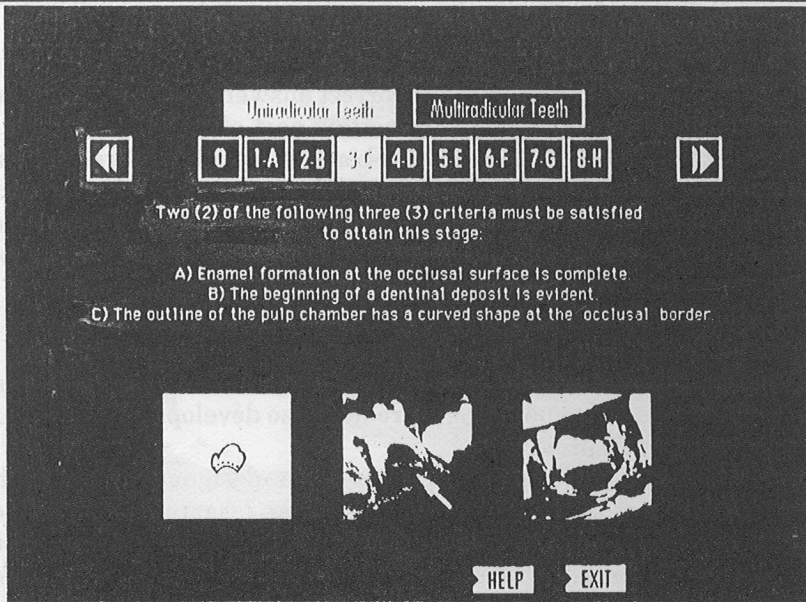 Uniradicular Teeth
Multiradicular Teeth
0 1-A 2-B 3-C 4-D 5-E 6-F 7-G 8-H
Two (2) of the following three (3) criteria must be satisfied
to attain this stage:
A) Enamel formation at the occlusal surface is complete.
B) The beginning of a dentinal deposit is evident.
C) The outline of the pulp chamber has a curved shape at the occlusal border.
HELP
EXIT